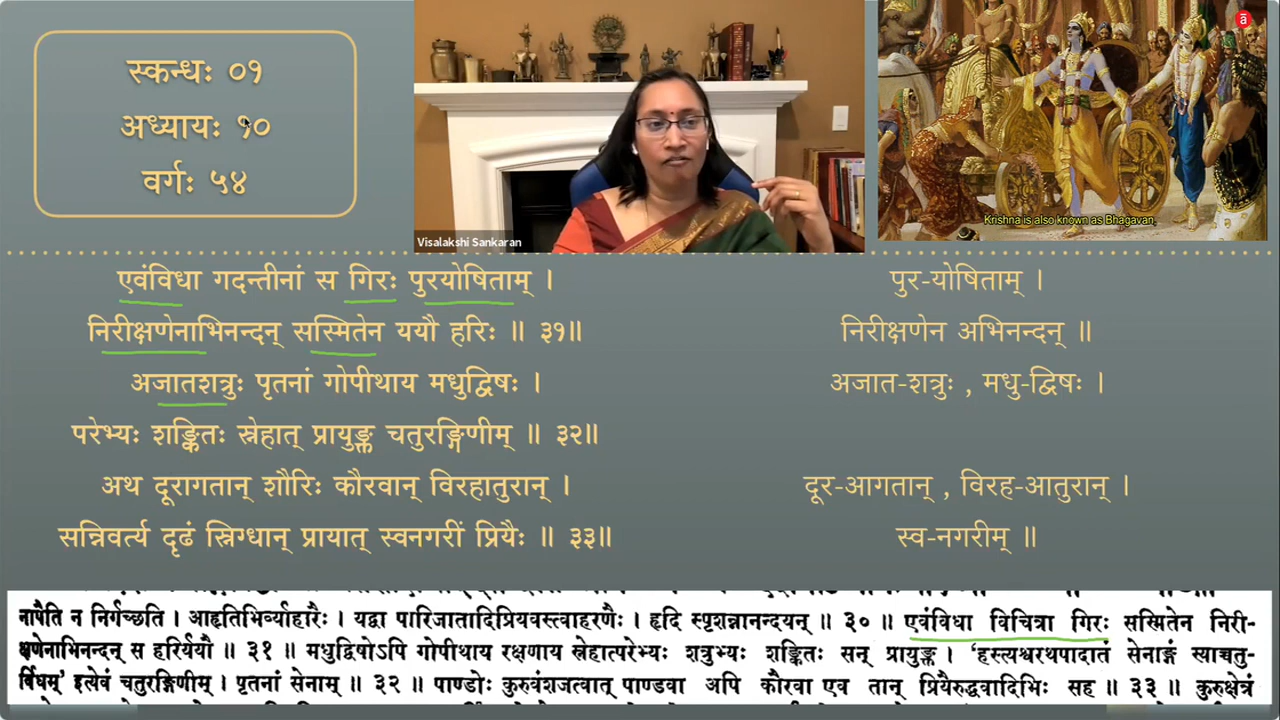 स्कन्धः ०१
अध्यायः १०
वर्गः ५४
Visalakshi Sankaran
ā
Krishna is also known as Bhagavan,
एवंविधा गदन्तीनां स गिरः पुरयोषिताम् ।
निरीक्षणेनाभिनन्दन् सस्मितेन ययौ हरिः ॥ ३१॥
अजातशत्रुः पृतनां गोपीथाय मधुद्विषः ।
परेभ्यः शङ्कितः स्नेहात् प्रायुङ्क्त चतुरङ्गिणीम् ॥ ३२॥
अथ दूरागतान् शौरिः कौरवान् विरहातुरान् ।
सन्निवर्त्य दृढं स्निग्धान् प्रायात् स्वनगरीं प्रियैः ॥ ३३॥
पुर-योषिताम् ।
निरीक्षणेन अभिनन्दन् ॥
अजात-शत्रुः , मधु-द्विषः ।
दूर-आगतान् , विरह-आतुरान् ।
स्व-नगरीम् ॥
नापैति न निर्गच्छति । आहृतिभिर्व्याहारैः । यद्वा पारिजातादिप्रियवस्त्वाहरणैः । हृदि स्पृशन्नानन्दयन् ॥ ३० ॥ एवंविधा विचित्रा गिरः सस्मितेन निरी-
क्षणेनाभिनन्दन् स हरिर्ययौ ॥ ३१ ॥ मधुद्विषोऽपि गोपीथाय रक्षणाय स्नेहात्परेभ्यः शत्रुभ्यः शङ्कितः सन् प्रायुङ्क्त । 'हस्त्यश्वरथपादातं सेनाङ्गं स्याच्चतु-
र्विधम्' इत्येवं चतुरङ्गिणीम् । पृतनां सेनाम् ॥ ३२ ॥ पाण्डोः कुरुवंशजत्वात् पाण्डवा अपि कौरवा एव तान् प्रियैरुद्धवादिभिः सह ॥ ३३ ॥ कुरुक्षेत्रं